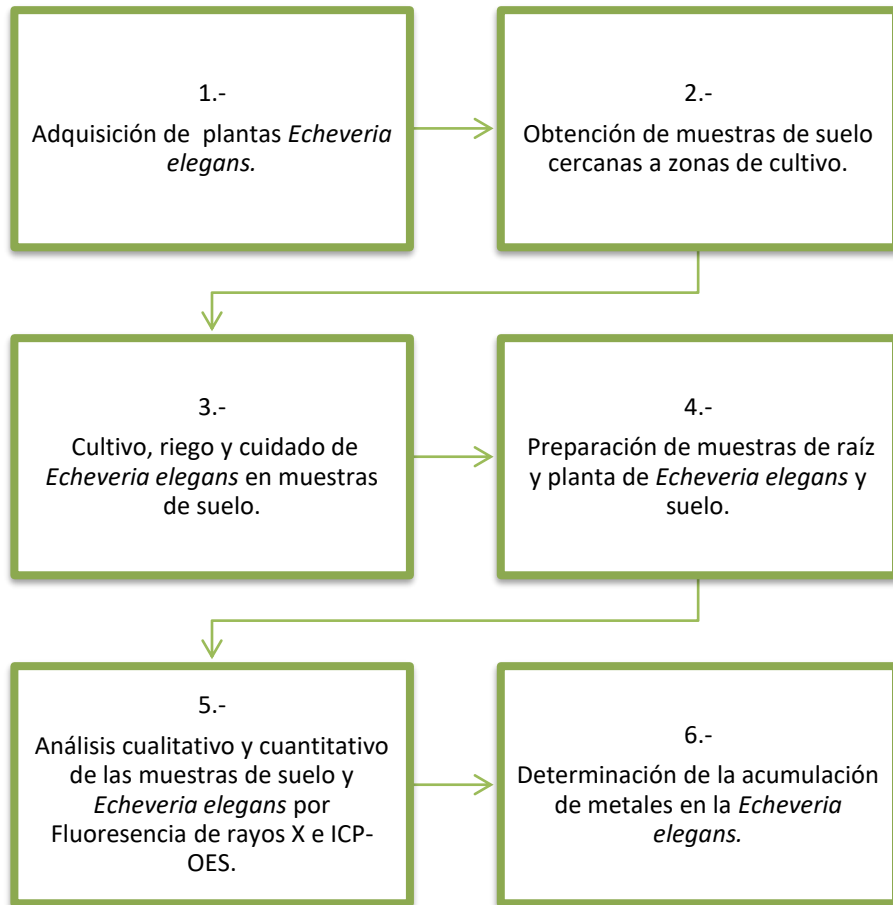 1.-
Adquisición de plantas Echeveria
elegans.
2.-
Obtención de muestras de suelo
cercanas a zonas de cultivo.
3.-
Cultivo, riego y cuidado de
Echeveria elegans en muestras
de suelo.
4.-
Preparación de muestras de raíz
y planta de Echeveria elegans y
suelo.
5.-
Análisis cualitativo y cuantitativo
de las muestras de suelo y
Echeveria elegans por
Fluoresencia de rayos X e ICP-
OES.
6.-
Determinación de la acumulación
de metales en la Echeveria
elegans.